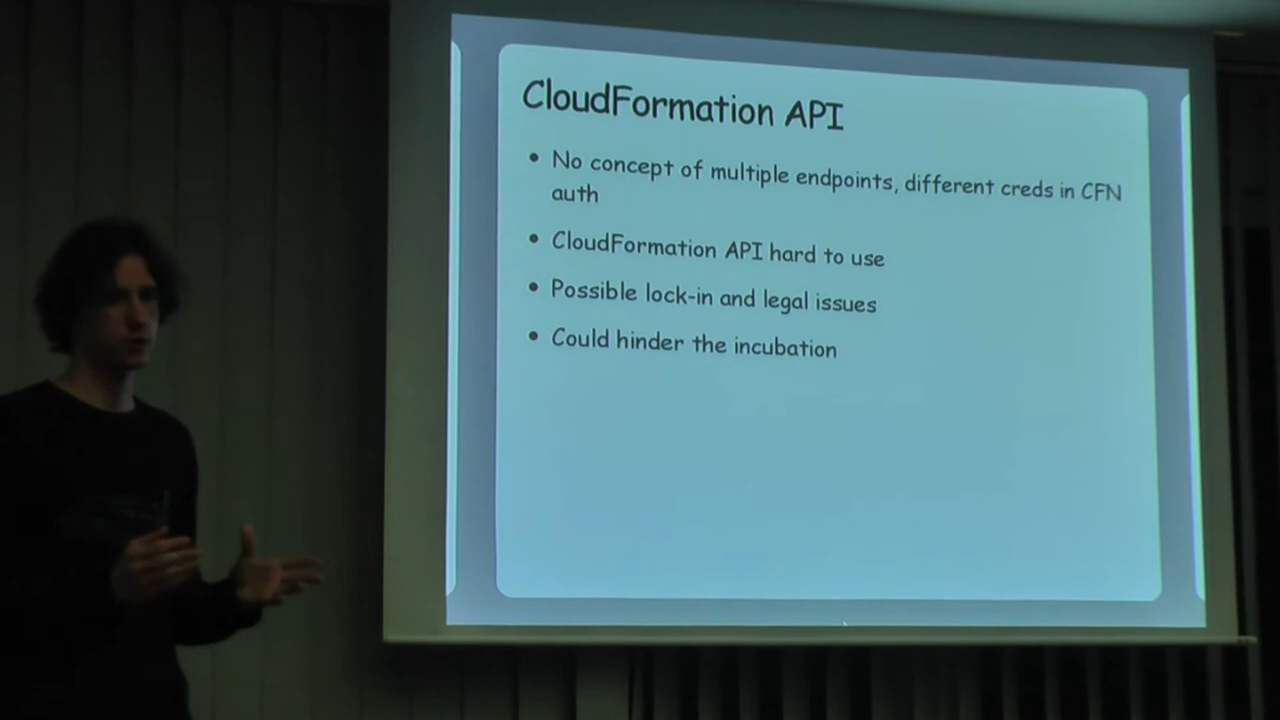 CloudFormation API
• No concept of multiple endpoints, different creds in CFN
auth
• CloudFormation API hard to use
• Possible lock-in and legal issues
• Could hinder the incubation